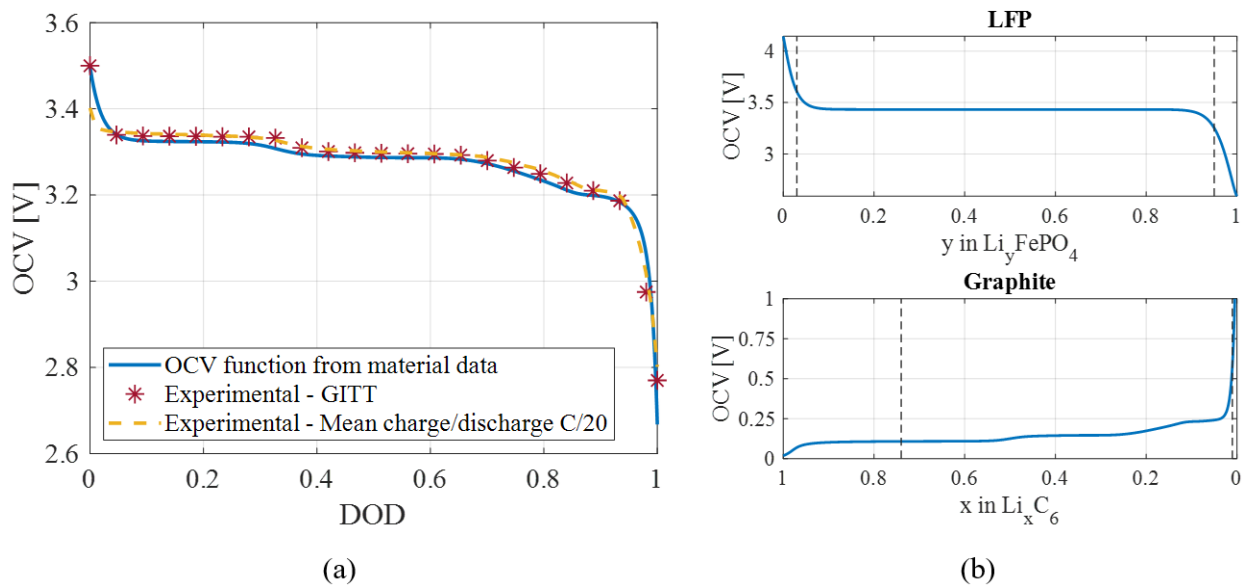 3.6
3.4
3.2
3
2.8
2.6
OCV [V]
OCV function from material data
Experimental - GITT
Experimental - Mean charge/discharge C/20
0 0.2 0.4 0.6 0.8 1
DOD
(a)
LFP
4
3.5
3
OCV [V]
0 0.2 0.4 0.6 0.8 1
y in Li_yFePO_4
Graphite
1
0.75
0.5
0.25
0
OCV [V]
1 0.8 0.6 0.4 0.2 0
x in Li_xC_6
(b)